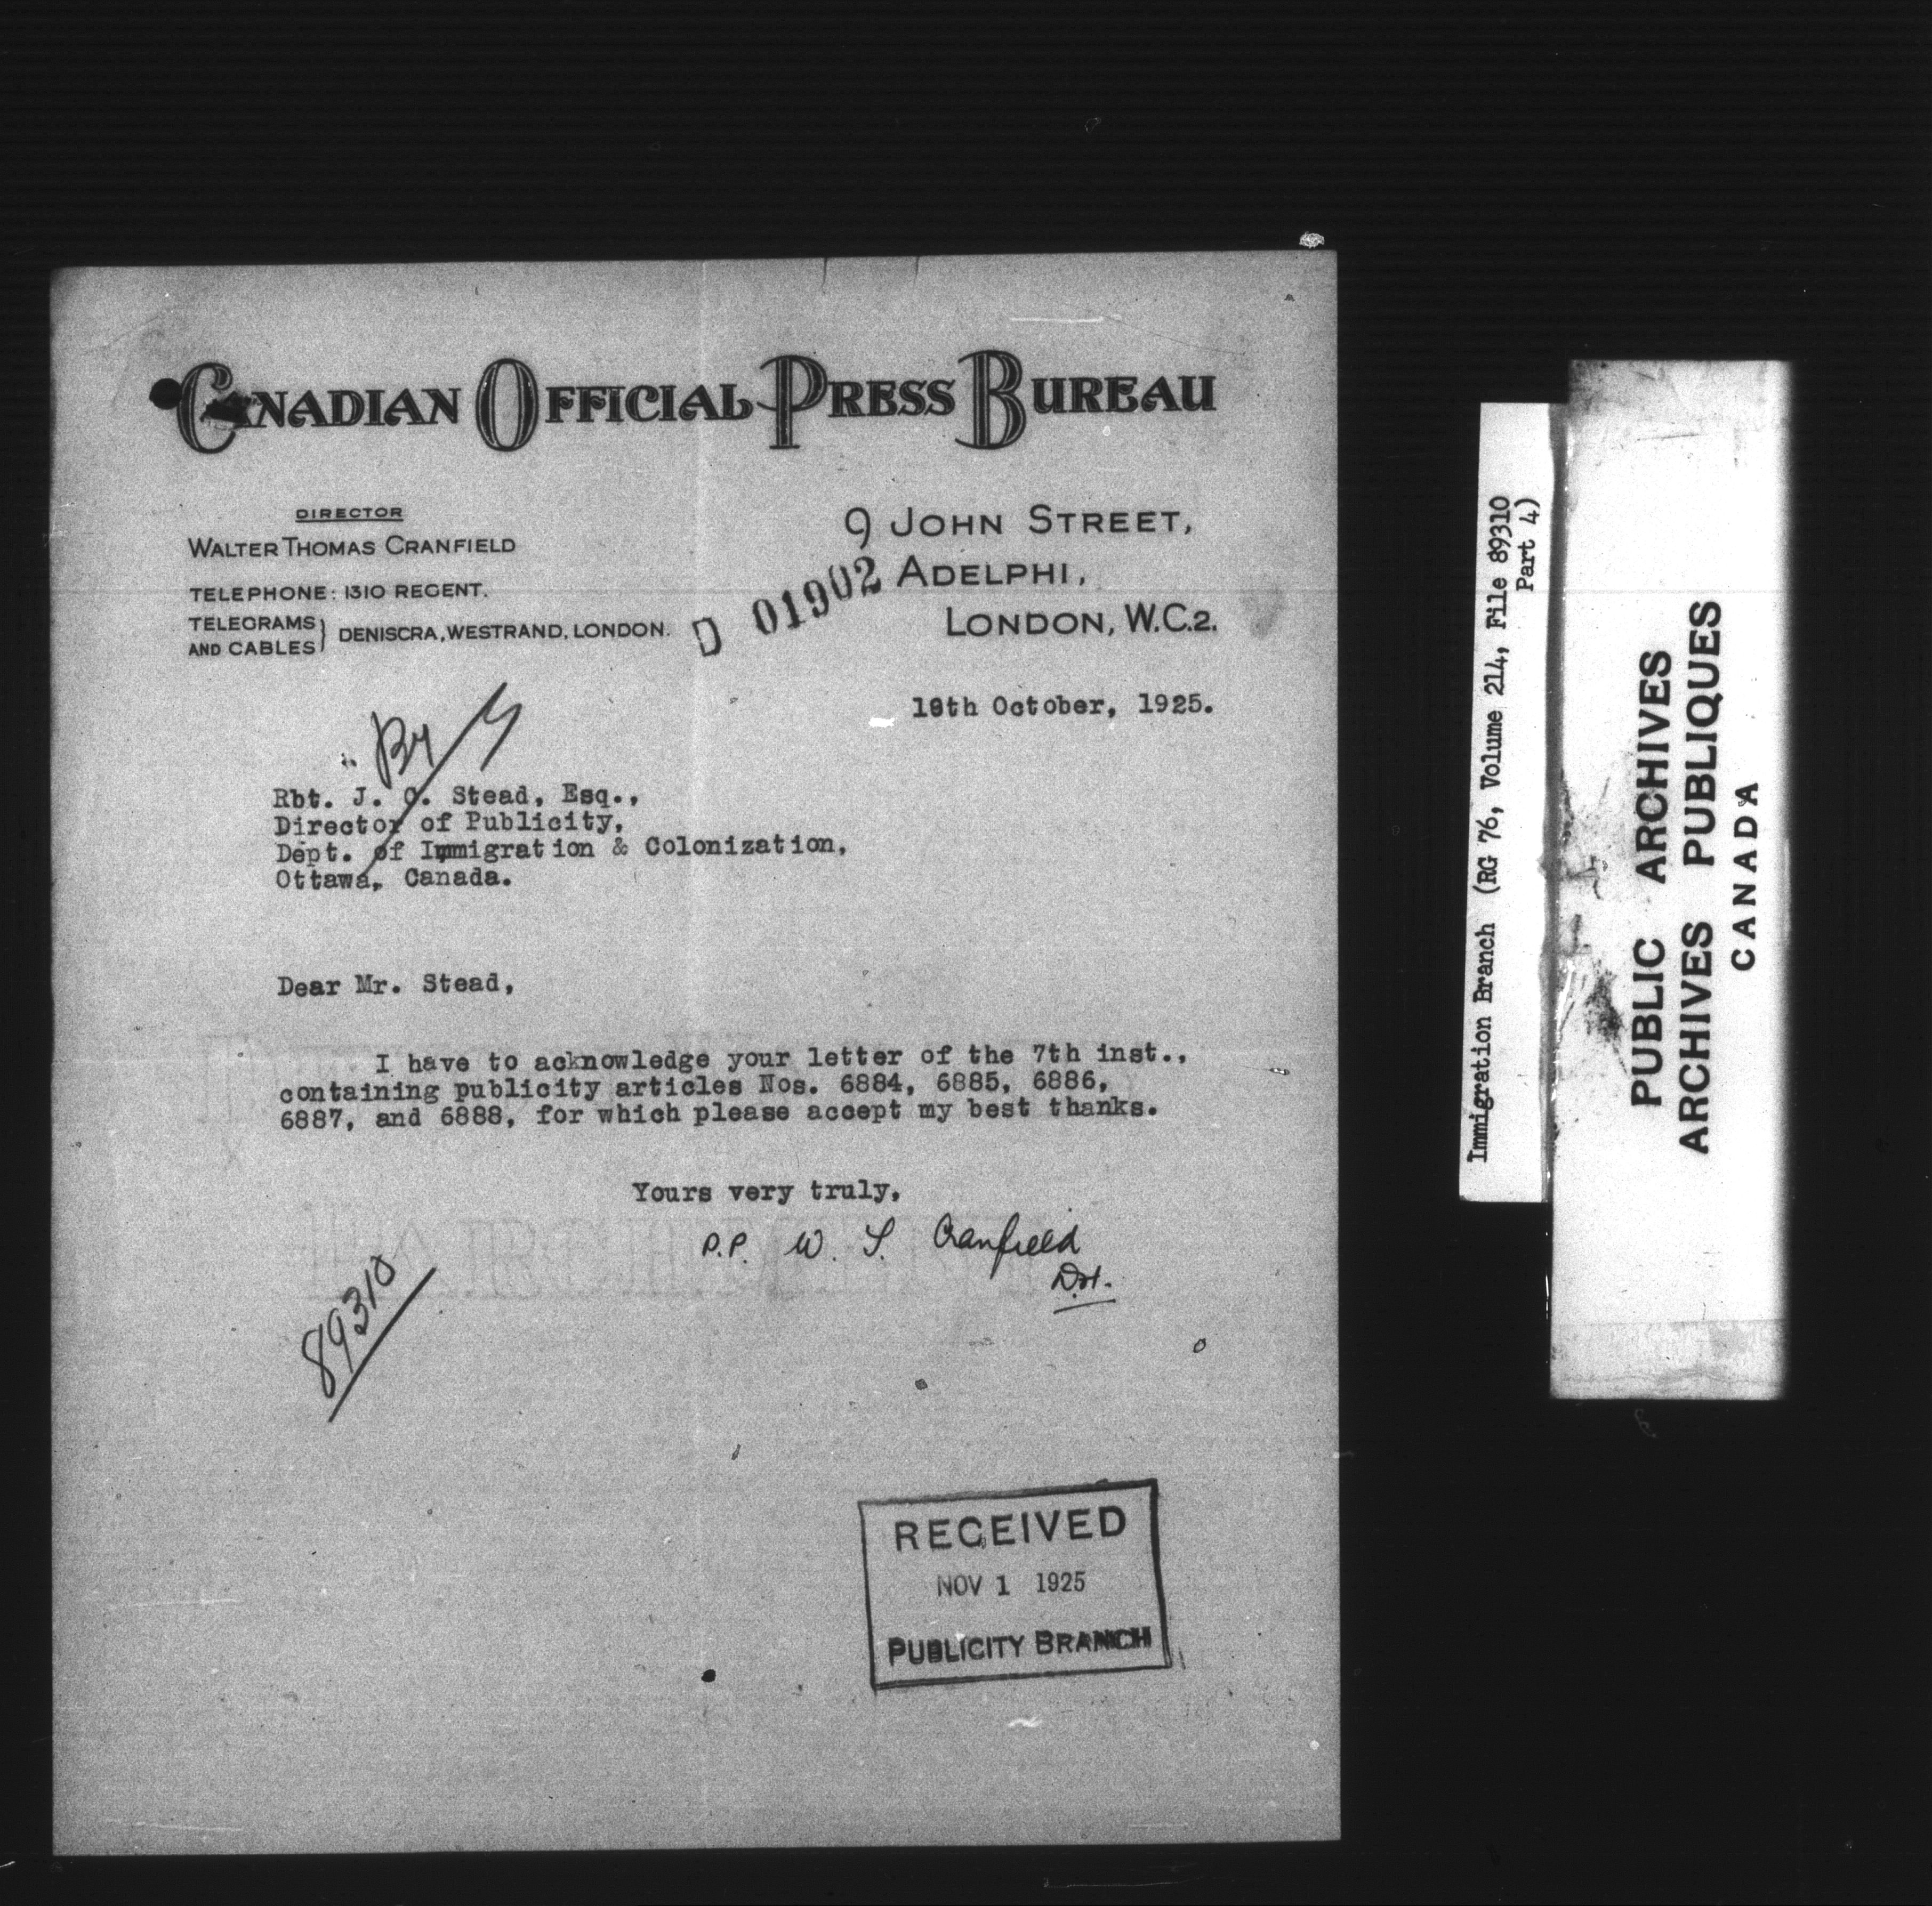 CANADIAN OFFICIAL PRESS BUREAU
DIRECTOR
WALTER THOMAS CRANFIELD
TELEPHONE: 1310 REGENT.
TELEGRAMS AND CABLES } DENISCRA, WESTRAND, LONDON.
9 JOHN STREET,
ADELPHI,
LONDON, W.C.2.
D 01902
19th October, 1925.
Rbt. J. C. Stead, Esq.,
Director of Publicity,
Dept. of Immigration & Colonization,
Ottawa, Canada.
Dear Mr. Stead,
I have to acknowledge your letter of the 7th inst.,
containing publicity articles Nos. 6884, 6885, 6886,
6887, and 6888, for which please accept my best thanks.
Yours very truly,
P.P. W. T. Cranfield
89310
RECEIVED
NOV 1 1925
PUBLICITY BRANCH
Immigration Branch (RG 76, Volume 214, File 89310
Part 4)
PUBLIC ARCHIVES
ARCHIVES PUBLIQUES
CANADA